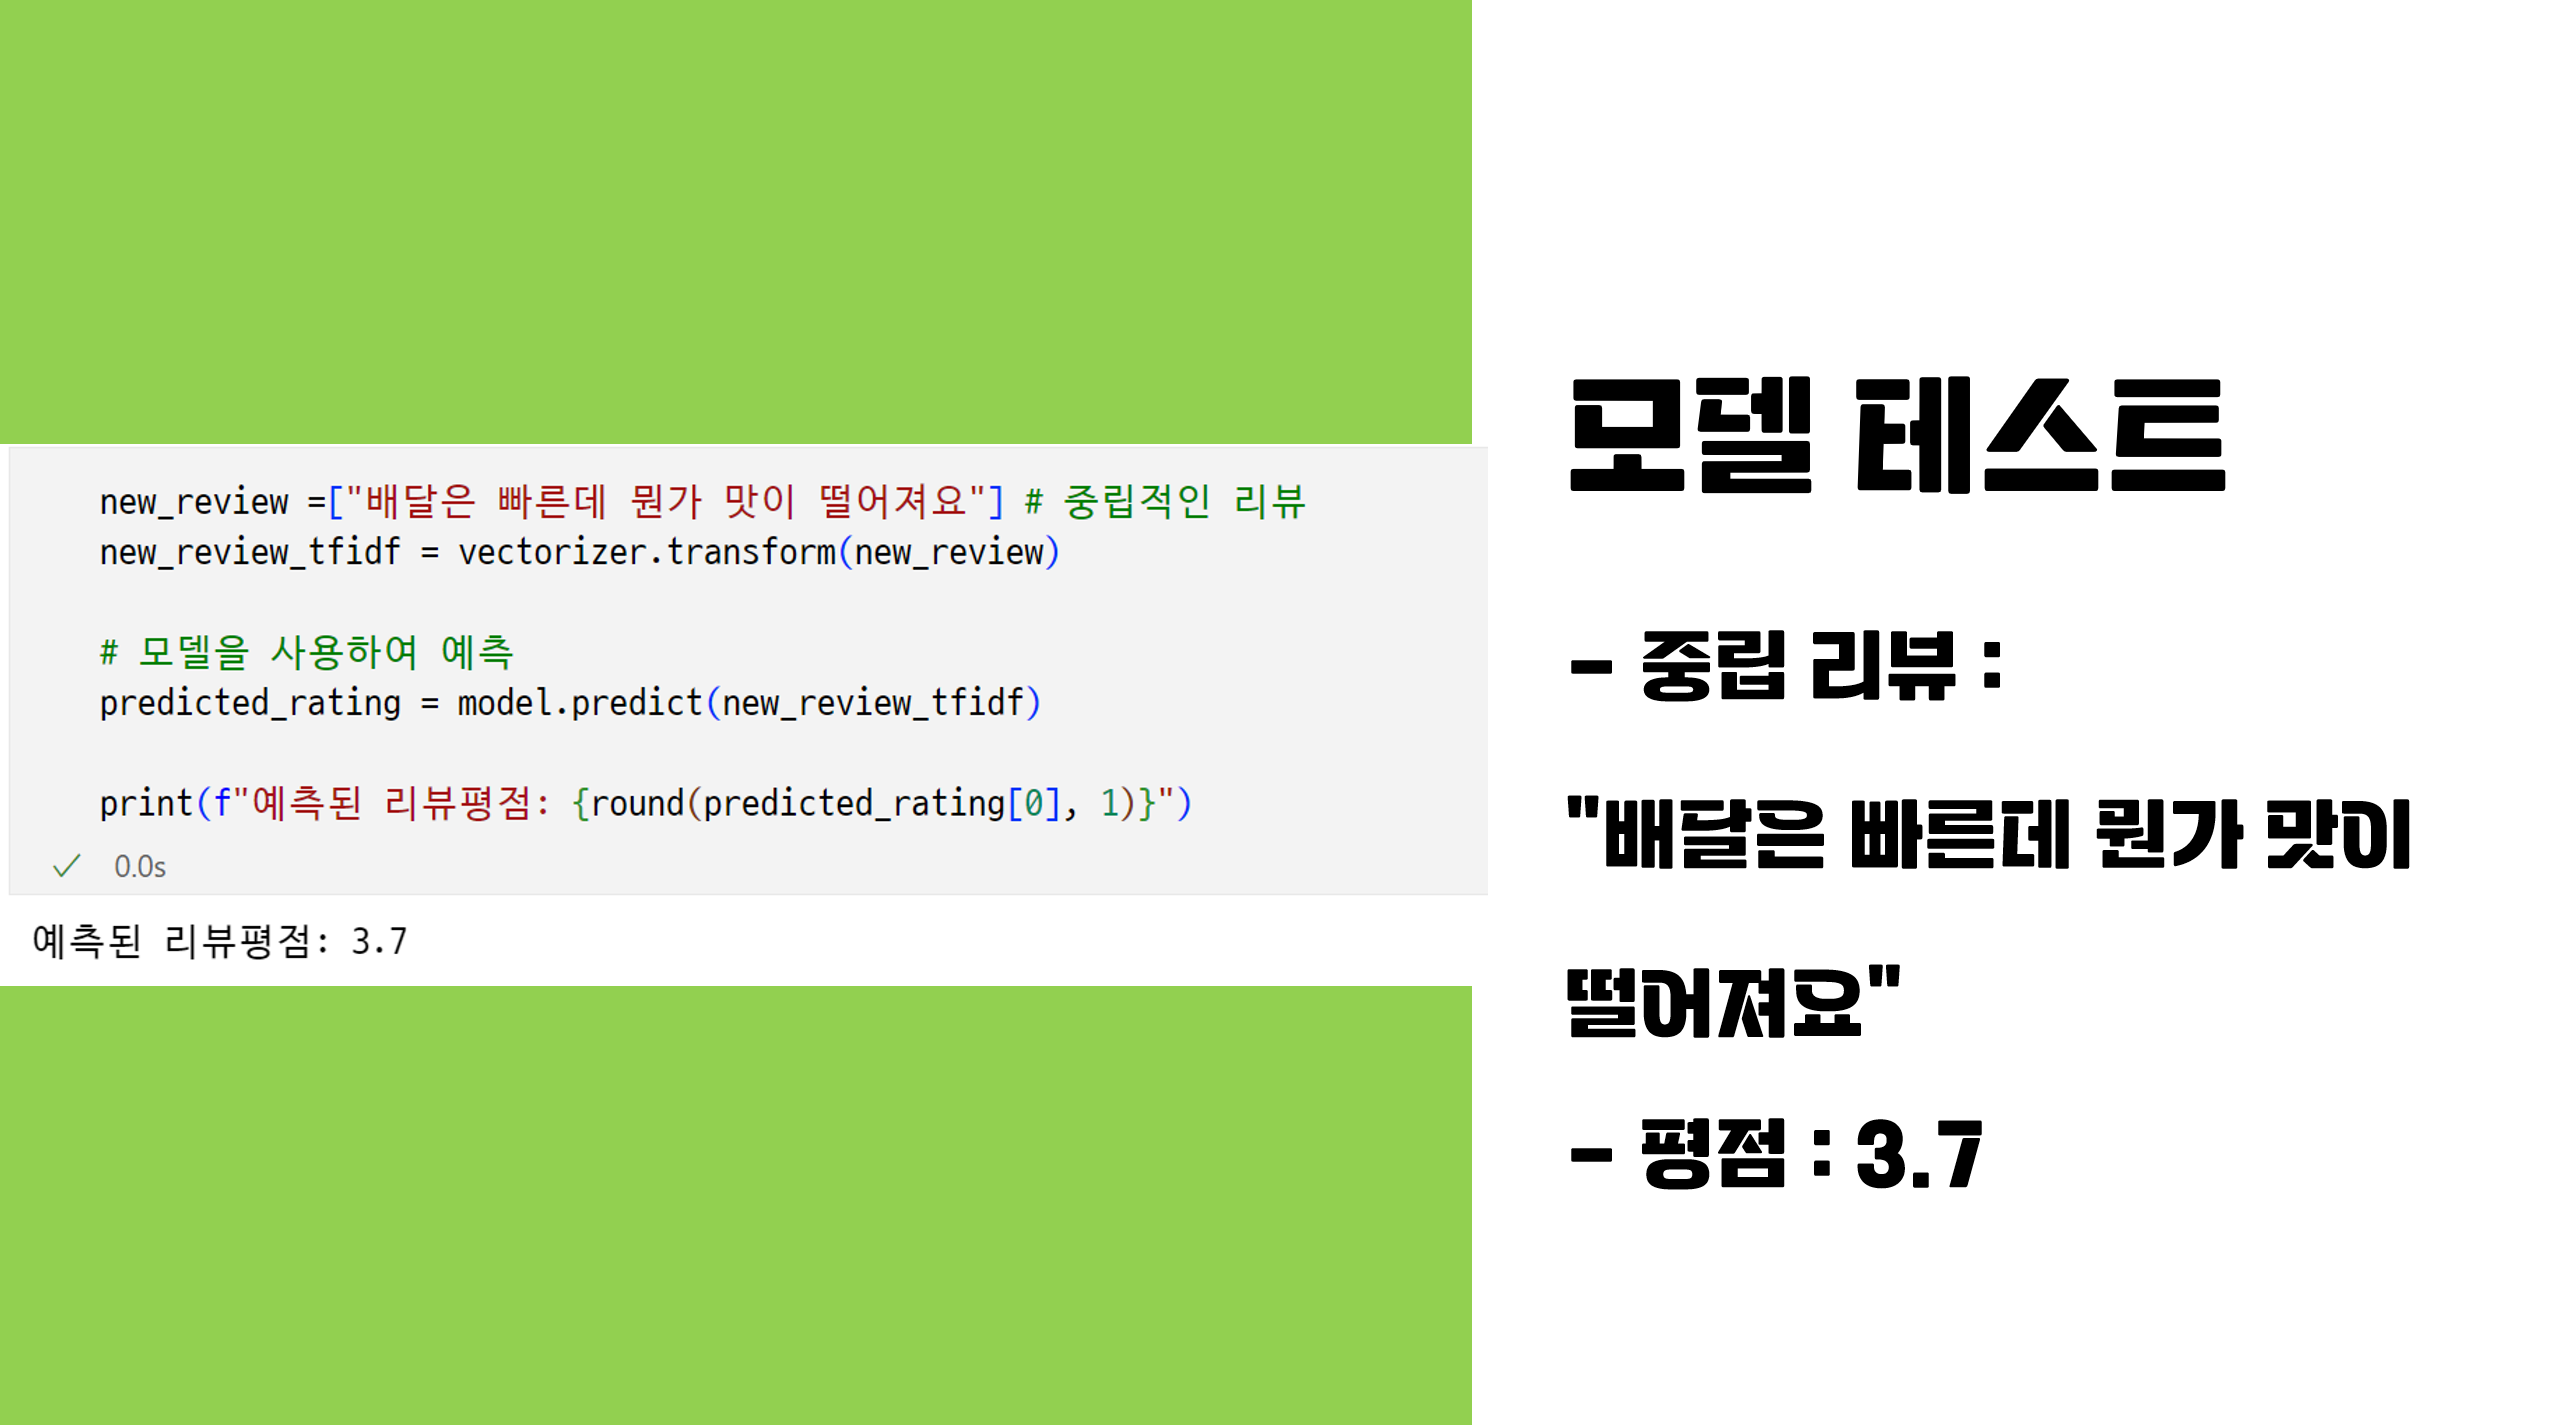 new_review =["배달은 빠른데 뭔가 맛이 떨어져요"] # 중립적인 리뷰
new_review_tfidf = vectorizer.transform(new_review)
# 모델을 사용하여 예측
predicted_rating = model.predict(new_review_tfidf)
print(f"예측된 리뷰평점: {round(predicted_rating[0], 1)}")
✓ 0.0s
예측된 리뷰평점: 3.7
모델 테스트
- 중립 리뷰 :
"배달은 빠른데 뭔가 맛이
떨어져요"
- 평점 : 3.7